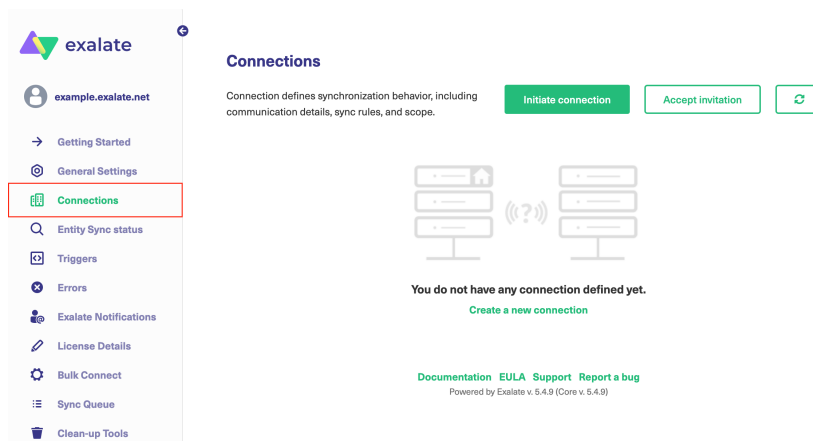 exalate
example.exalate.net
Getting Started
General Settings
Connections
Entity Sync status
Triggers
Errors
Exalate Notifications
License Details
Bulk Connect
Sync Queue
Clean-up Tools
Connections
Connection defines synchronization behavior, including
communication details, sync rules, and scope.
Initiate connection
Accept invitation
((?))
You do not have any connection defined yet.
Create a new connection
Documentation EULA Support Report a bug
Powered by Exalate v. 5.4.9 (Core v. 5.4.9)